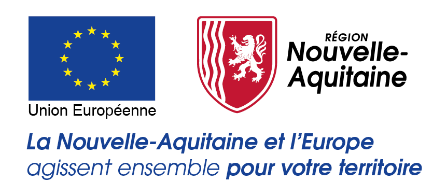 RÉGION
Nouvelle-
Aquitaine
Union Européenne
La Nouvelle-Aquitaine et l'Europe
agissent ensemble pour votre territoire